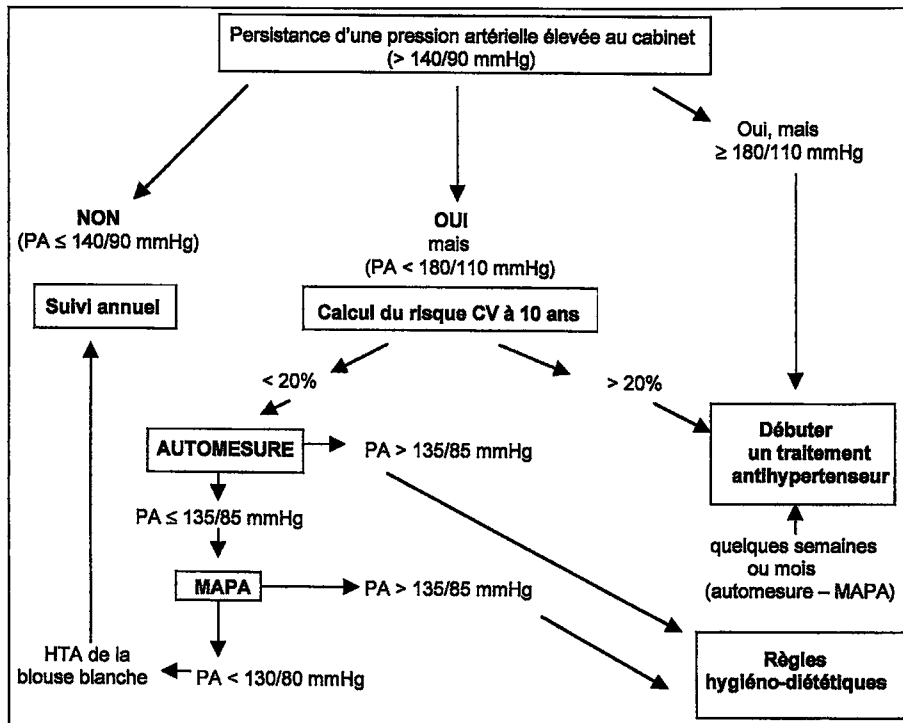 Persistance d'une pression artérielle élevée au cabinet
(> 140/90 mmHg)
Oui, mais
≥ 180/110 mmHg
NON
(PA ≤ 140/90 mmHg)
OUI
mais
(PA < 180/110 mmHg)
Suivi annuel
Calcul du risque CV à 10 ans
< 20%
> 20%
AUTOMESURE
PA > 135/85 mmHg
Débuter
un traitement
antihypertenseur
PA ≤ 135/85 mmHg
quelques semaines
ou mois
(automesure – MAPA)
MAPA
PA > 135/85 mmHg
HTA de la
blouse blanche
PA < 130/80 mmHg
Règles
hygiéno-diététiques